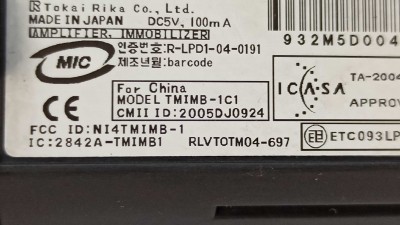 Tokai Rika Co., Ltd.
MADE IN JAPAN DC5V, 100mA
AMPLIFIER, IMMOBILIZER
MIC
인증번호:R-LPD1-04-0191
제조년월:barcode
932M5D004
For China
MODEL TMIMB-1C1
CMII ID:2005DJ0924
ICASA
TA-2004
APPROV
CE
FCC ID:NI4TMIMB-1
IC:2842A-TMIMB1 RLVTOTM04-697
ETC093LP